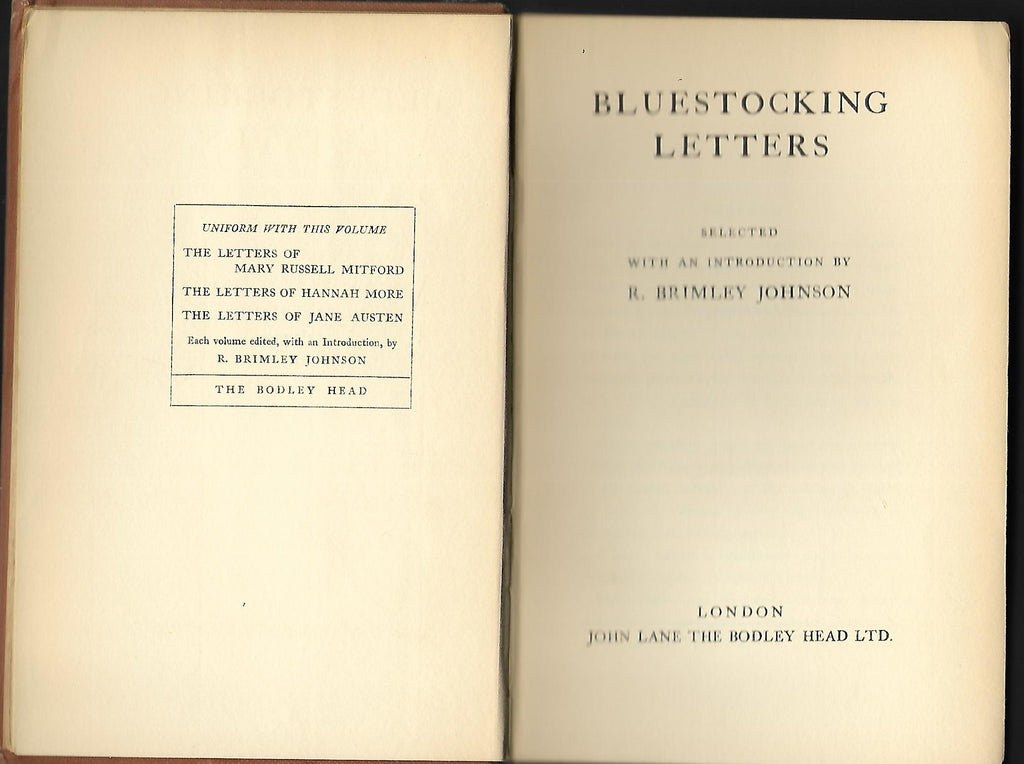 UNIFORM WITH THIS VOLUME
THE LETTERS OF
MARY RUSSELL MITFORD
THE LETTERS OF HANNAH MORE
THE LETTERS OF JANE AUSTEN
Each volume edited, with an Introduction, by
R. BRIMLEY JOHNSON
THE BODLEY HEAD
BLUESTOCKING
LETTERS
SELECTED
WITH AN INTRODUCTION BY
R. BRIMLEY JOHNSON
LONDON
JOHN LANE THE BODLEY HEAD LTD.